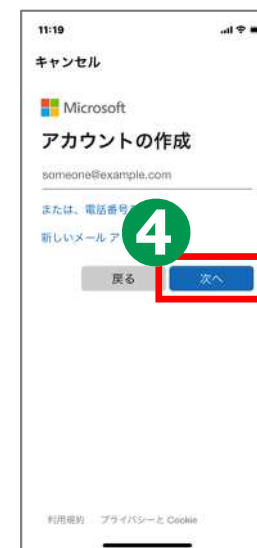 11:19
キャンセル
Microsoft
アカウントの作成
someone@example.com
または、電話番号
新しいメール ア
4
戻る
次へ
利用規約 プライバシーと Cookie